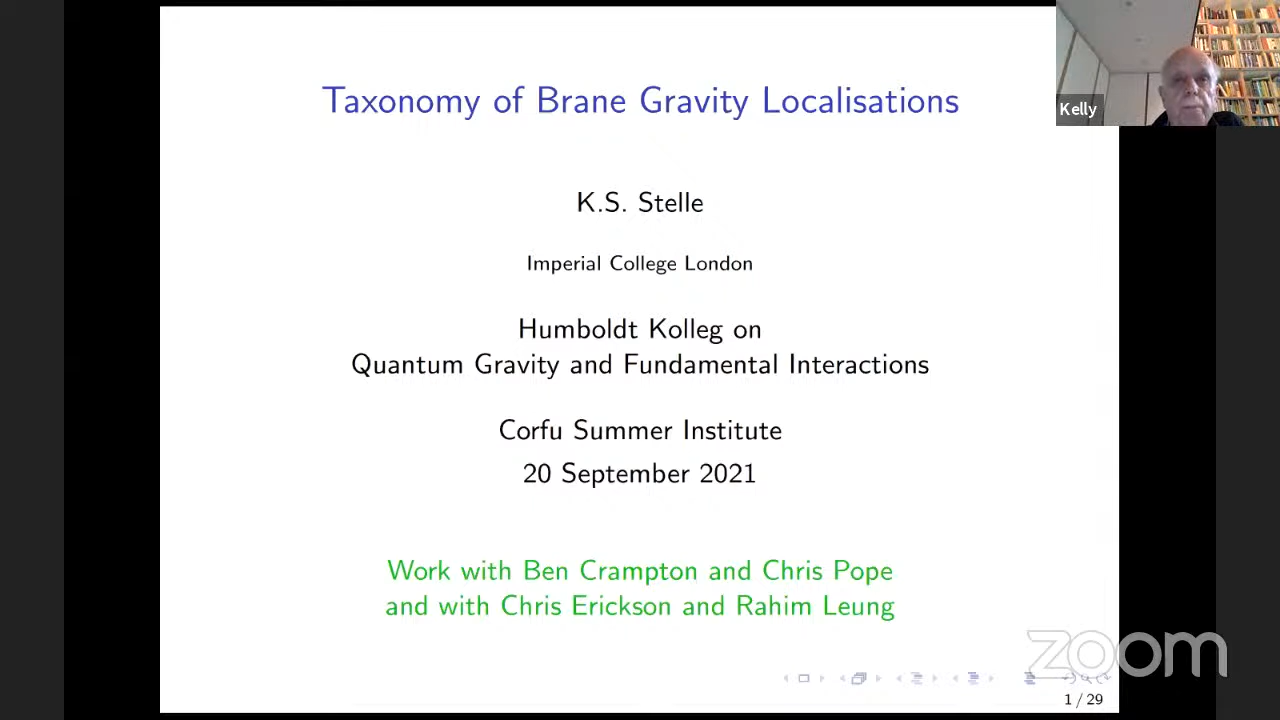 Taxonomy of Brane Gravity Localisations
Kelly
K.S. Stelle
Imperial College London
Humboldt Kolleg on
Quantum Gravity and Fundamental Interactions
Corfu Summer Institute
20 September 2021
Work with Ben Crampton and Chris Pope
and with Chris Erickson and Rahim Leung
zoom
1 / 29